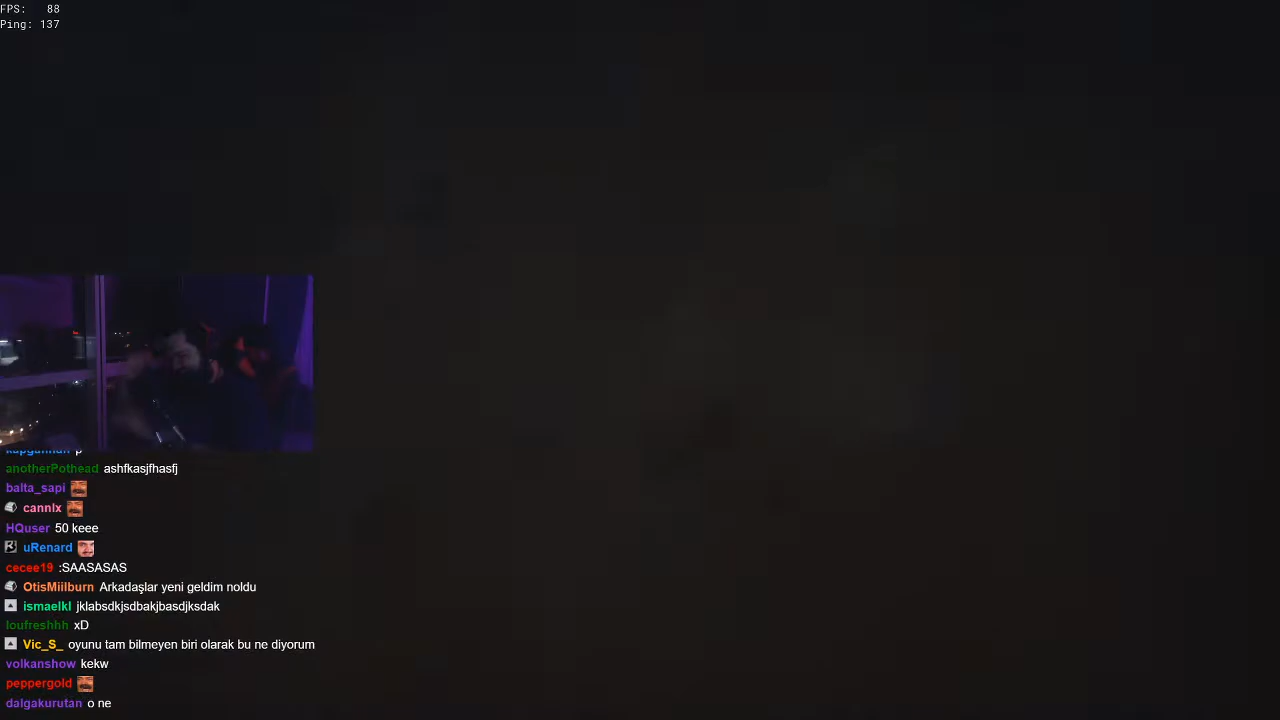 FPS: 88
Ping: 137
anotherPothead ashfkasjfhasfj
balta_sapi
cannlx
HQuser 50 keee
uRenard
cecee19 :SAASASAS
OtisMiilburn Arkadaşlar yeni geldim noldu
ismaelkl jklabsdkjsdbakjbasdjksdak
loufreshhh xD
Vic_S_ oyunu tam bilmeyen biri olarak bu ne diyorum
volkanshow kekw
peppergold
dalgakurutan o ne